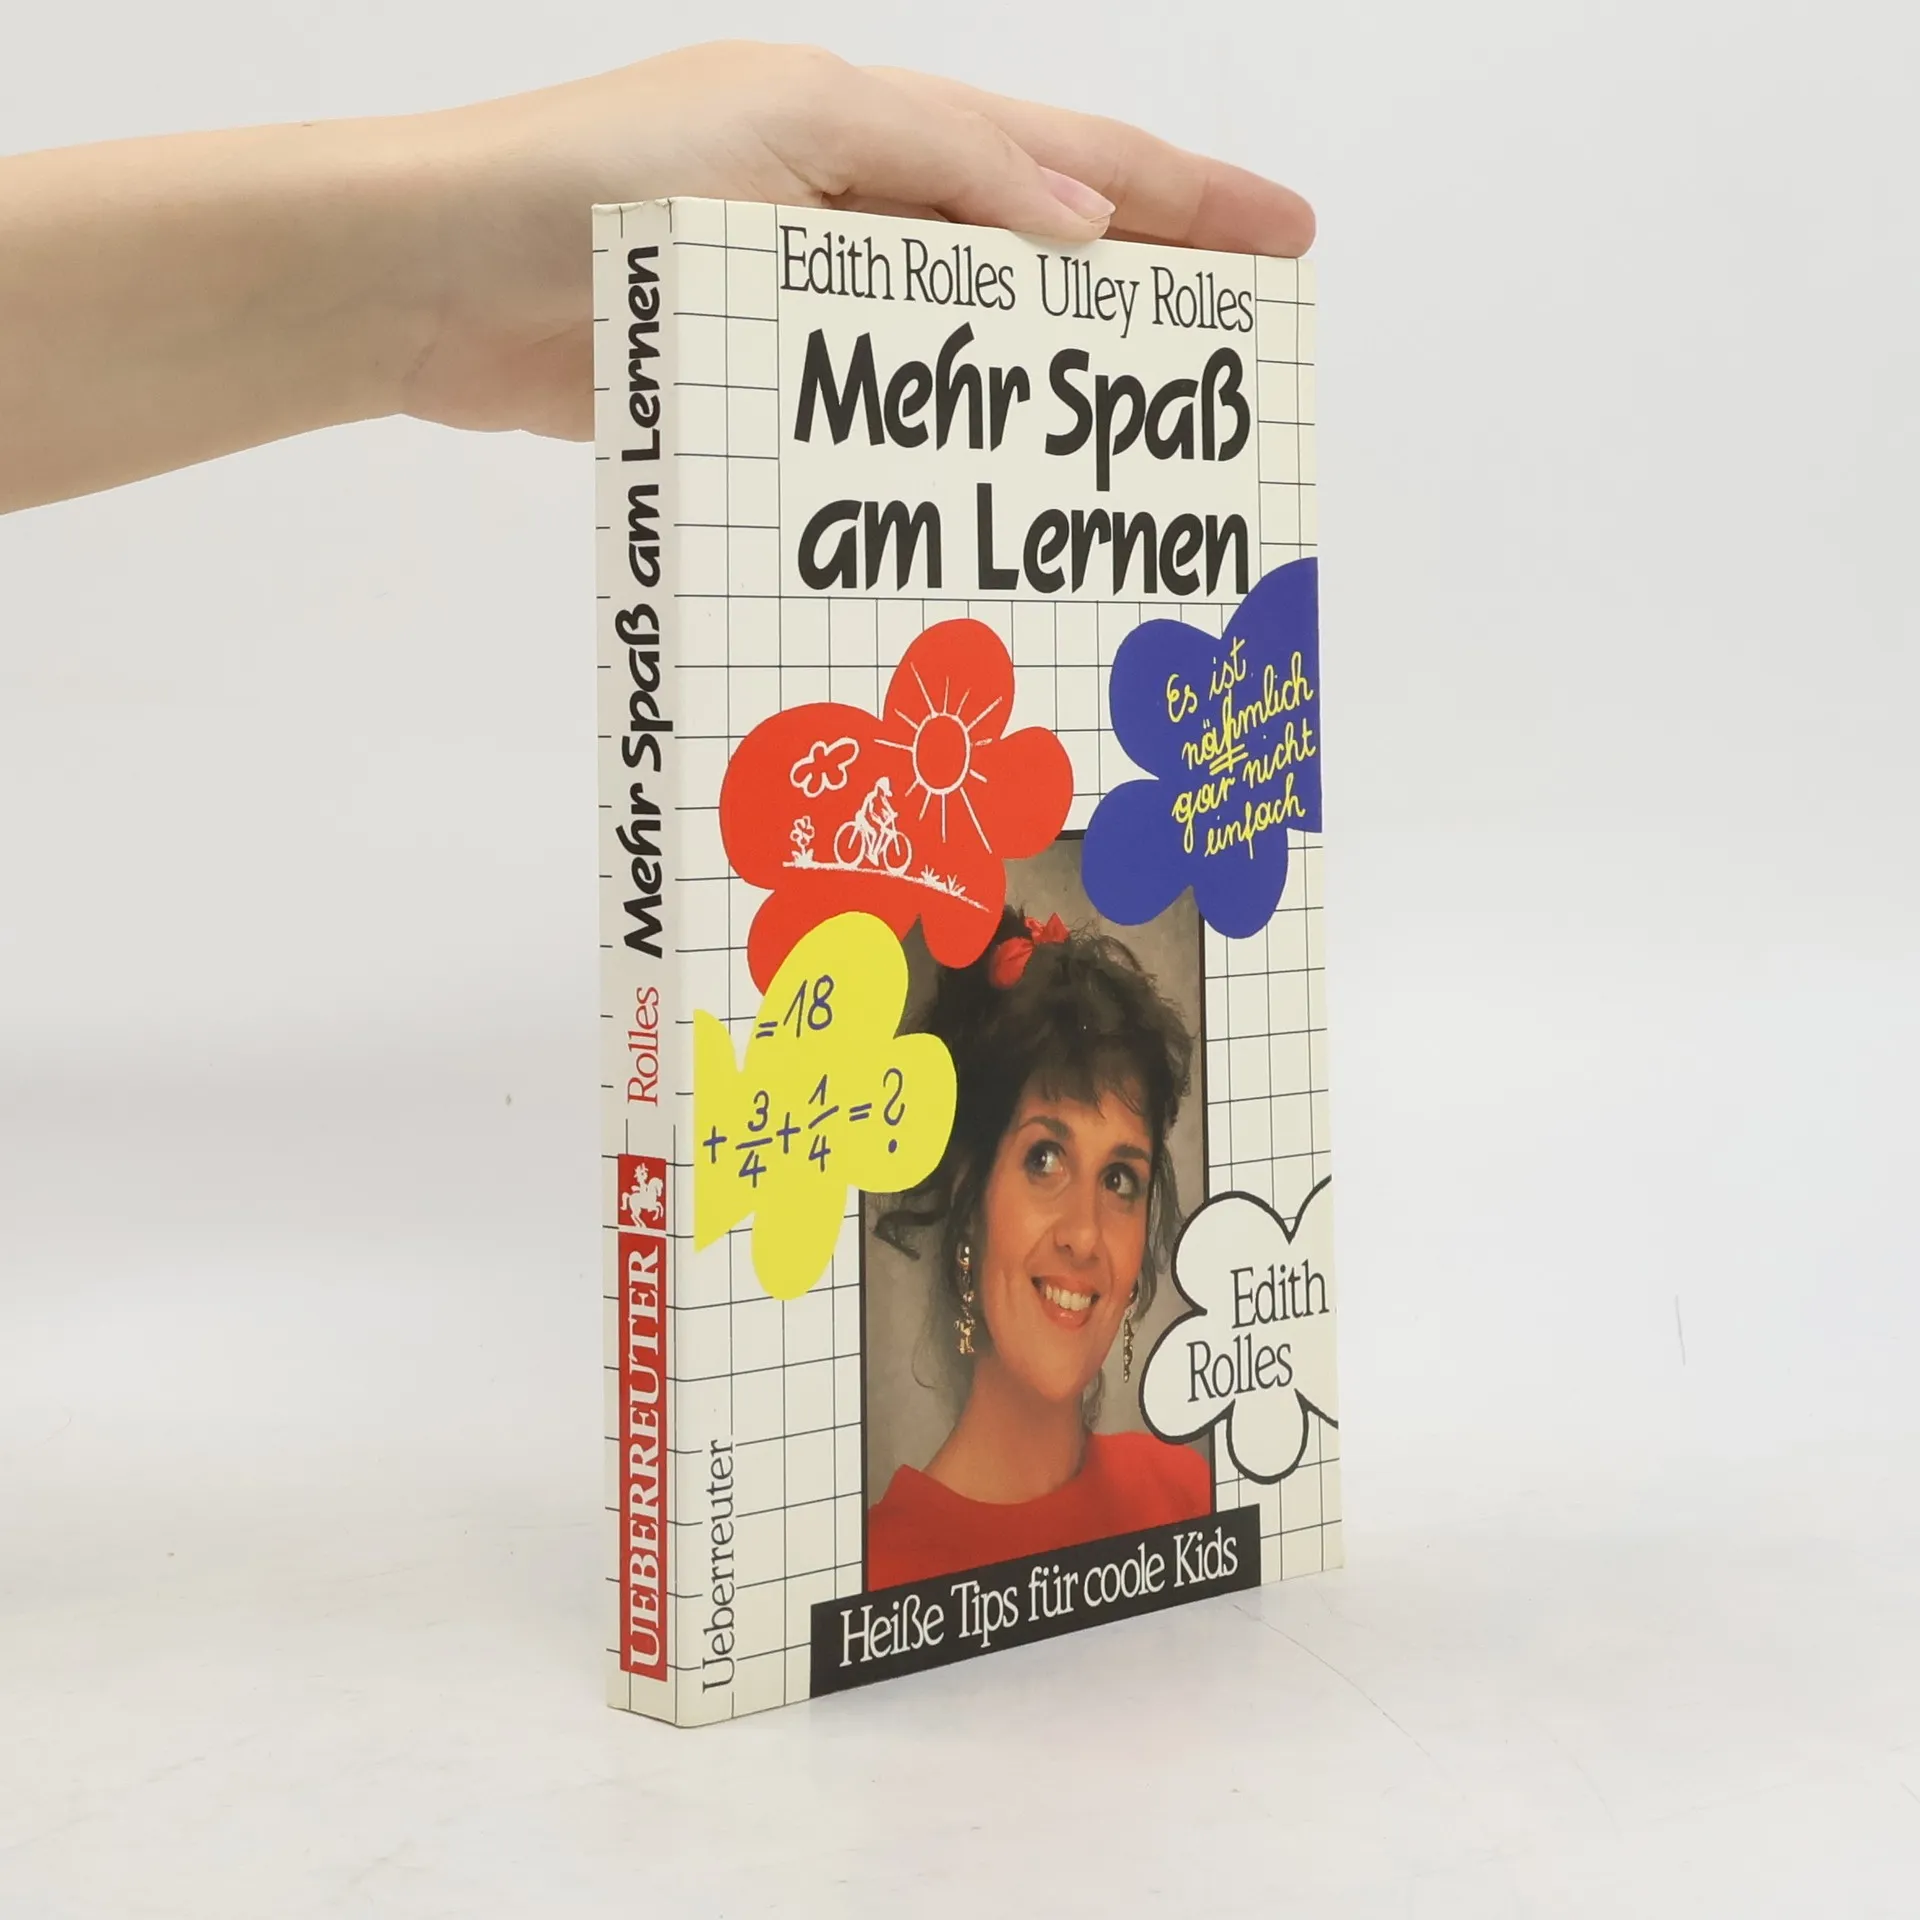 Edith Rolles Ulley Rolles
Mehr Spaß
am Lernen
Es ist
nähmlich
gar nicht
einfach
=18
+ 3/4 + 1/4 = ?
Edith
Rolles
Heiße Tips für coole Kids
Ueberreuter
UEBERREUTER Rolles Mehr Spaß am Lernen